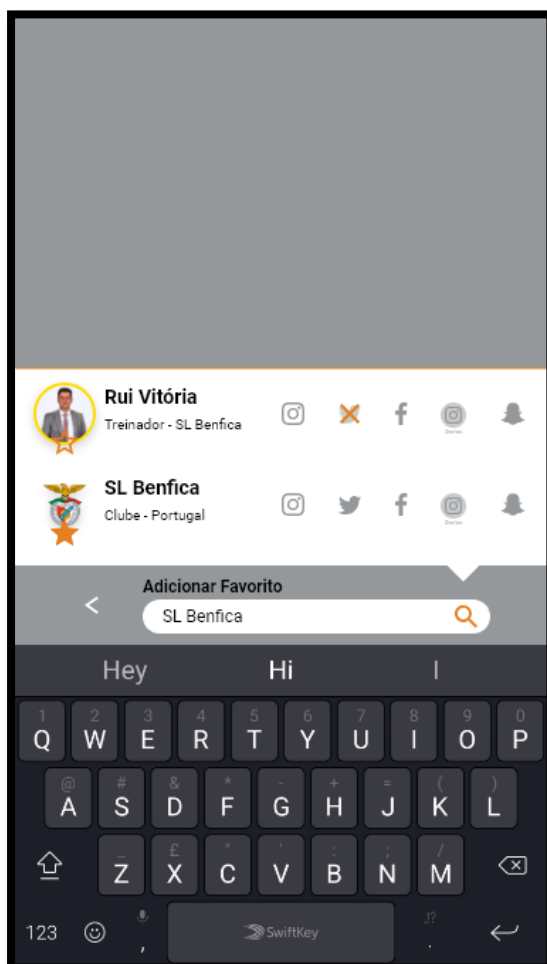 Rui Vitória
Treinador - SL Benfica
SL Benfica
Clube - Portugal
Adicionar Favorito
SL Benfica
Hey Hi I
1 2 3 4 5 6 7 8 9 0
Q W E R T Y U I O P
@ # & * - + = ( )
A S D F G H J K L
_ £ " ' : ; /
Z X C V B N M
123 , SwiftKey .
,!?